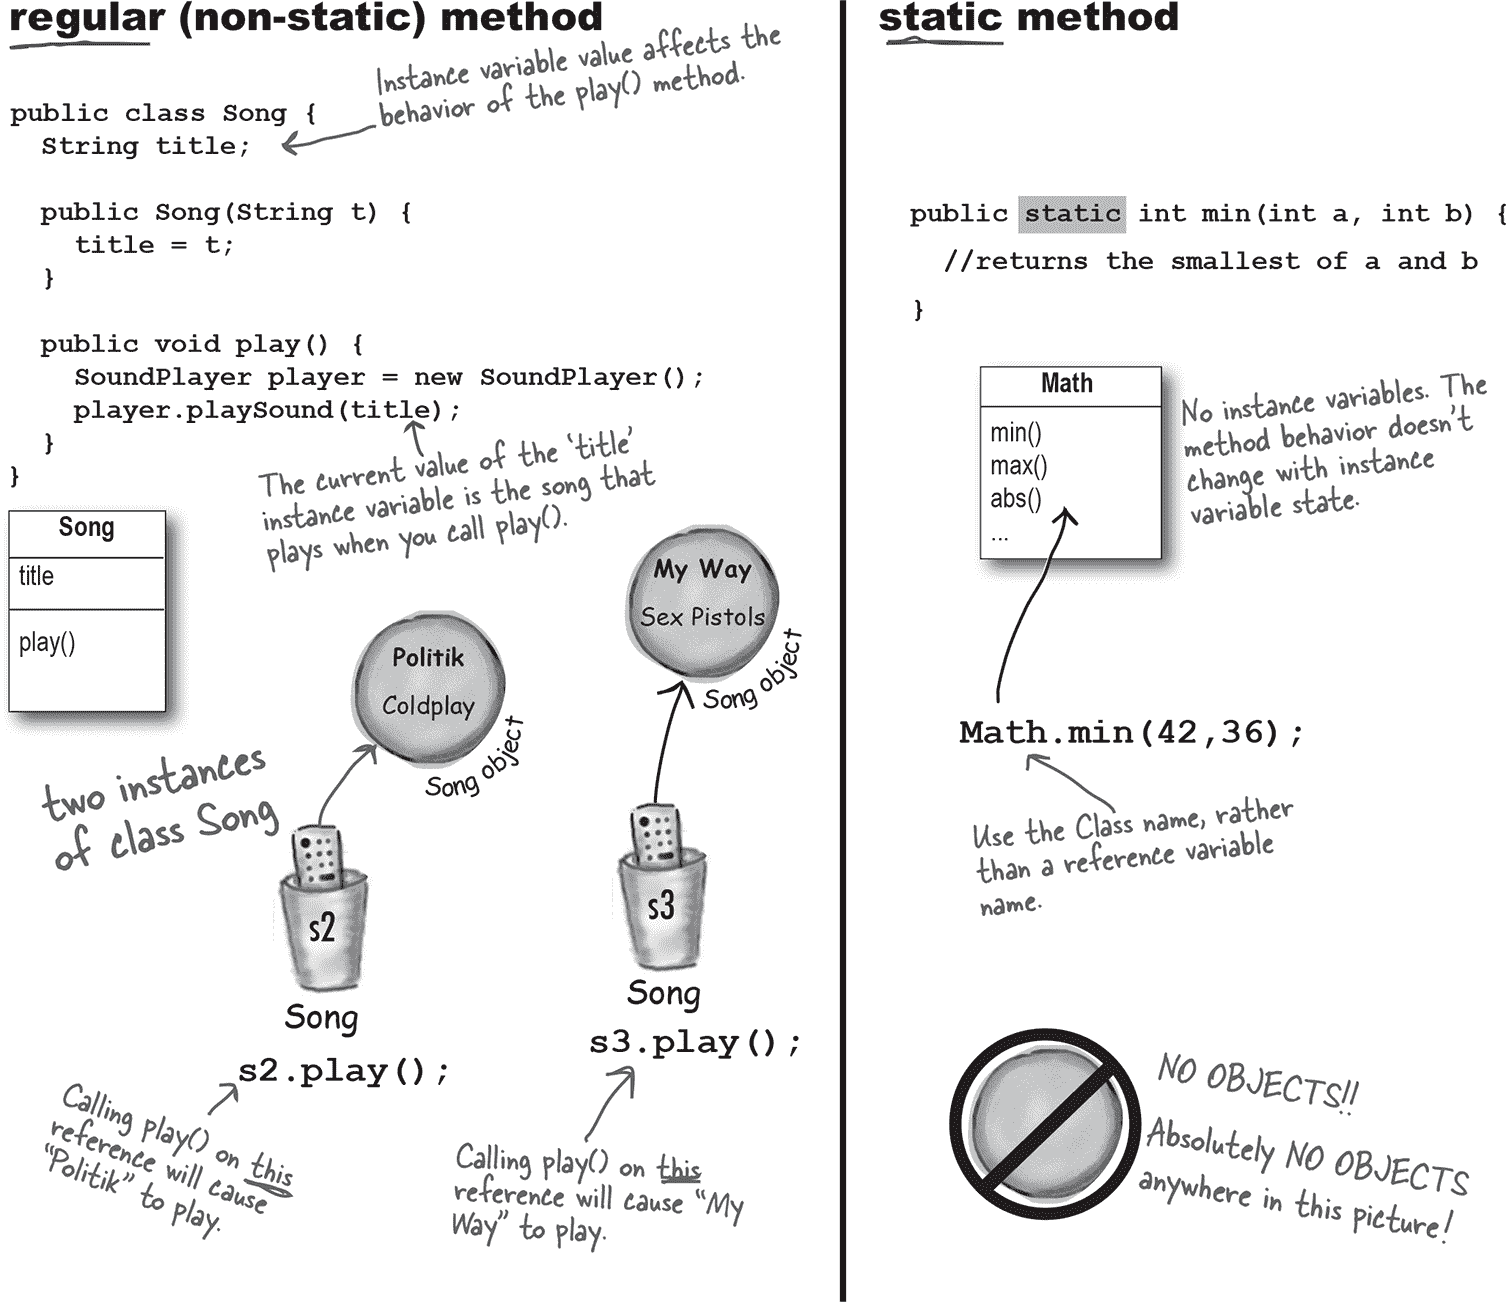 regular (non-static) method
Instance variable value affects the
behavior of the play() method.
public class Song {
String title;
public Song(String t) {
title = t;
}
public void play() {
SoundPlayer player = new SoundPlayer();
player.playSound(title);
}
}
The current value of the ‘title’
instance variable is the song that
plays when you call play().
Song
title
play()
two instances
of class Song
Politik
Coldplay
Song object
My Way
Sex Pistols
Song object
s2
Song
s2.play();
s3
Song
s3.play();
Calling play() on this
reference will cause
“Politik” to play.
Calling play() on this
reference will cause “My
Way” to play.
static method
public static int min(int a, int b) {
//returns the smallest of a and b
}
Math
min()
max()
abs()
...
No instance variables. The
method behavior doesn’t
change with instance
variable state.
Math.min(42,36);
Use the Class name, rather
than a reference variable
name.
NO OBJECTS!!
Absolutely NO OBJECTS
anywhere in this picture!